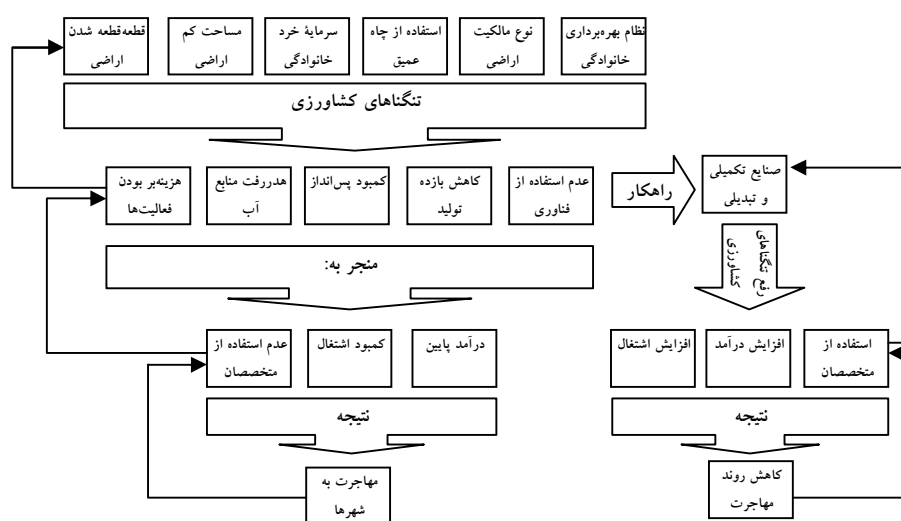 نظام بهره‌برداری
خانوادگی
نوع مالکیت
اراضی
استفاده از چاه
عمیق
سرمایۀ خرد
خانوادگی
مساحت کم
اراضی
قطعه‌قطعه شدن
اراضی
تنگناهای کشاورزی
صنایع تکمیلی
و تبدیلی
راهکار
عدم استفاده از
فناوری
کاهش بازده
تولید
کمبود پس‌انداز
هدررفت منابع
آب
هزینه‌بر بودن
فعالیت‌ها
رفع تنگناهای
کشاورزی
منجر به:
استفاده از
متخصصان
افزایش درآمد
افزایش اشتغال
درآمد پایین
کمبود اشتغال
عدم استفاده از
متخصصان
نتیجه
نتیجه
کاهش روند
مهاجرت
مهاجرت به
شهرها